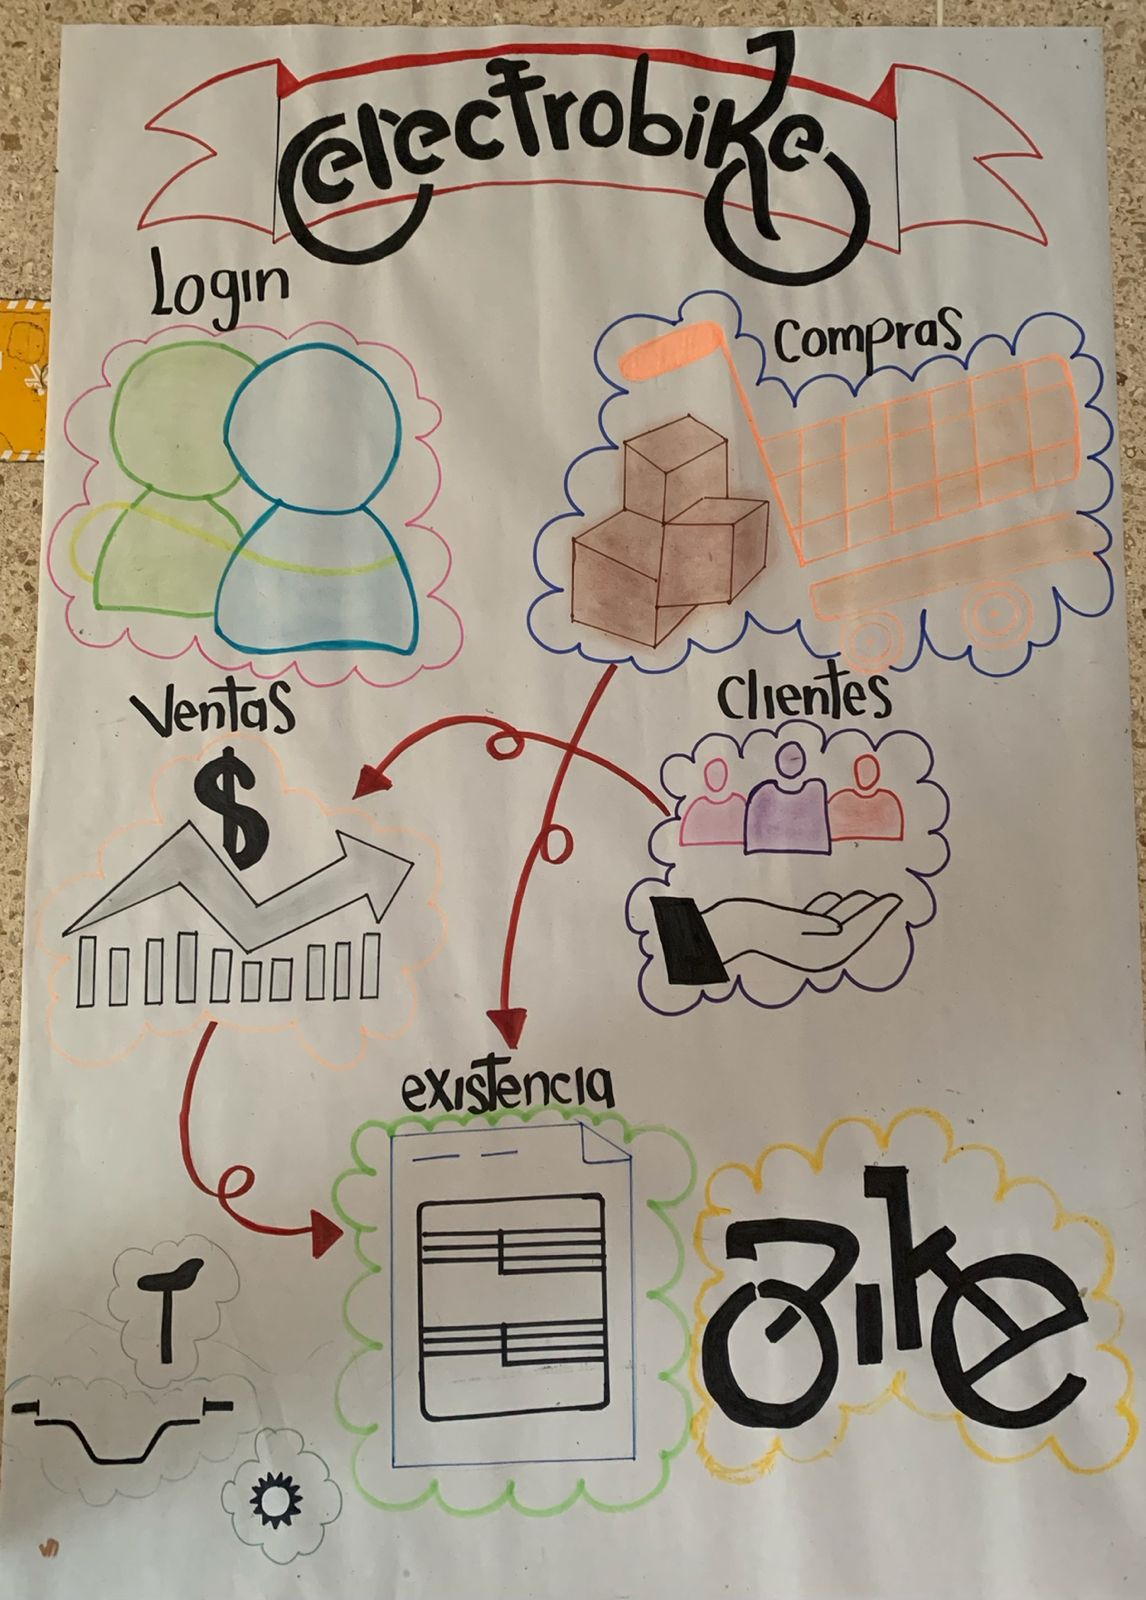 electrobike
Login
Compras
Ventas
Clientes
$
existencia
Bike